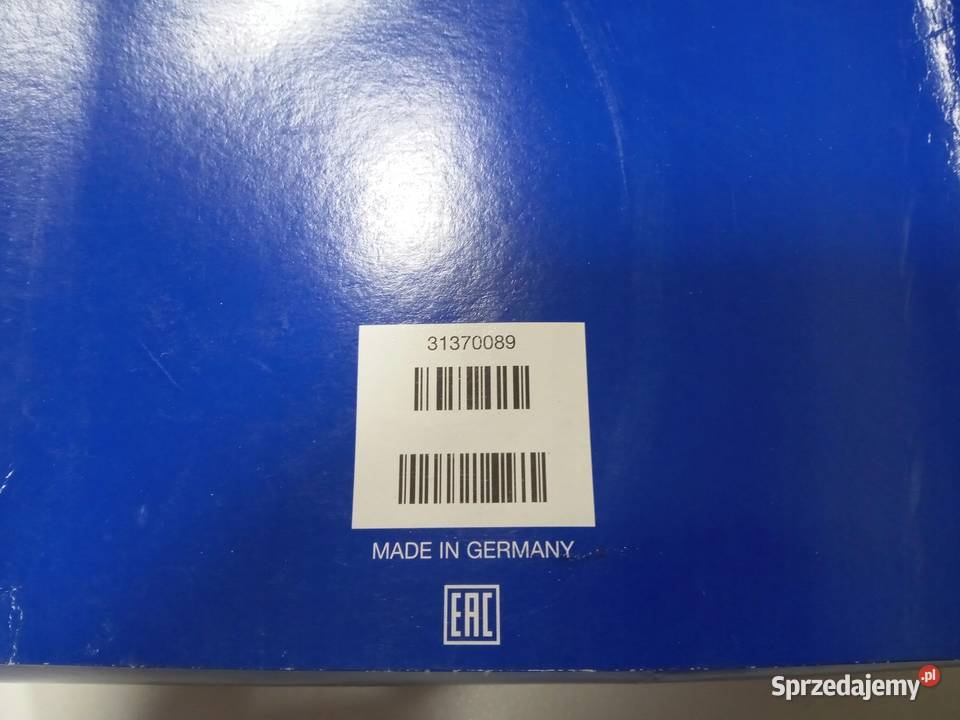 31370089
MADE IN GERMANY
EAC
Sprzedajemy.pl